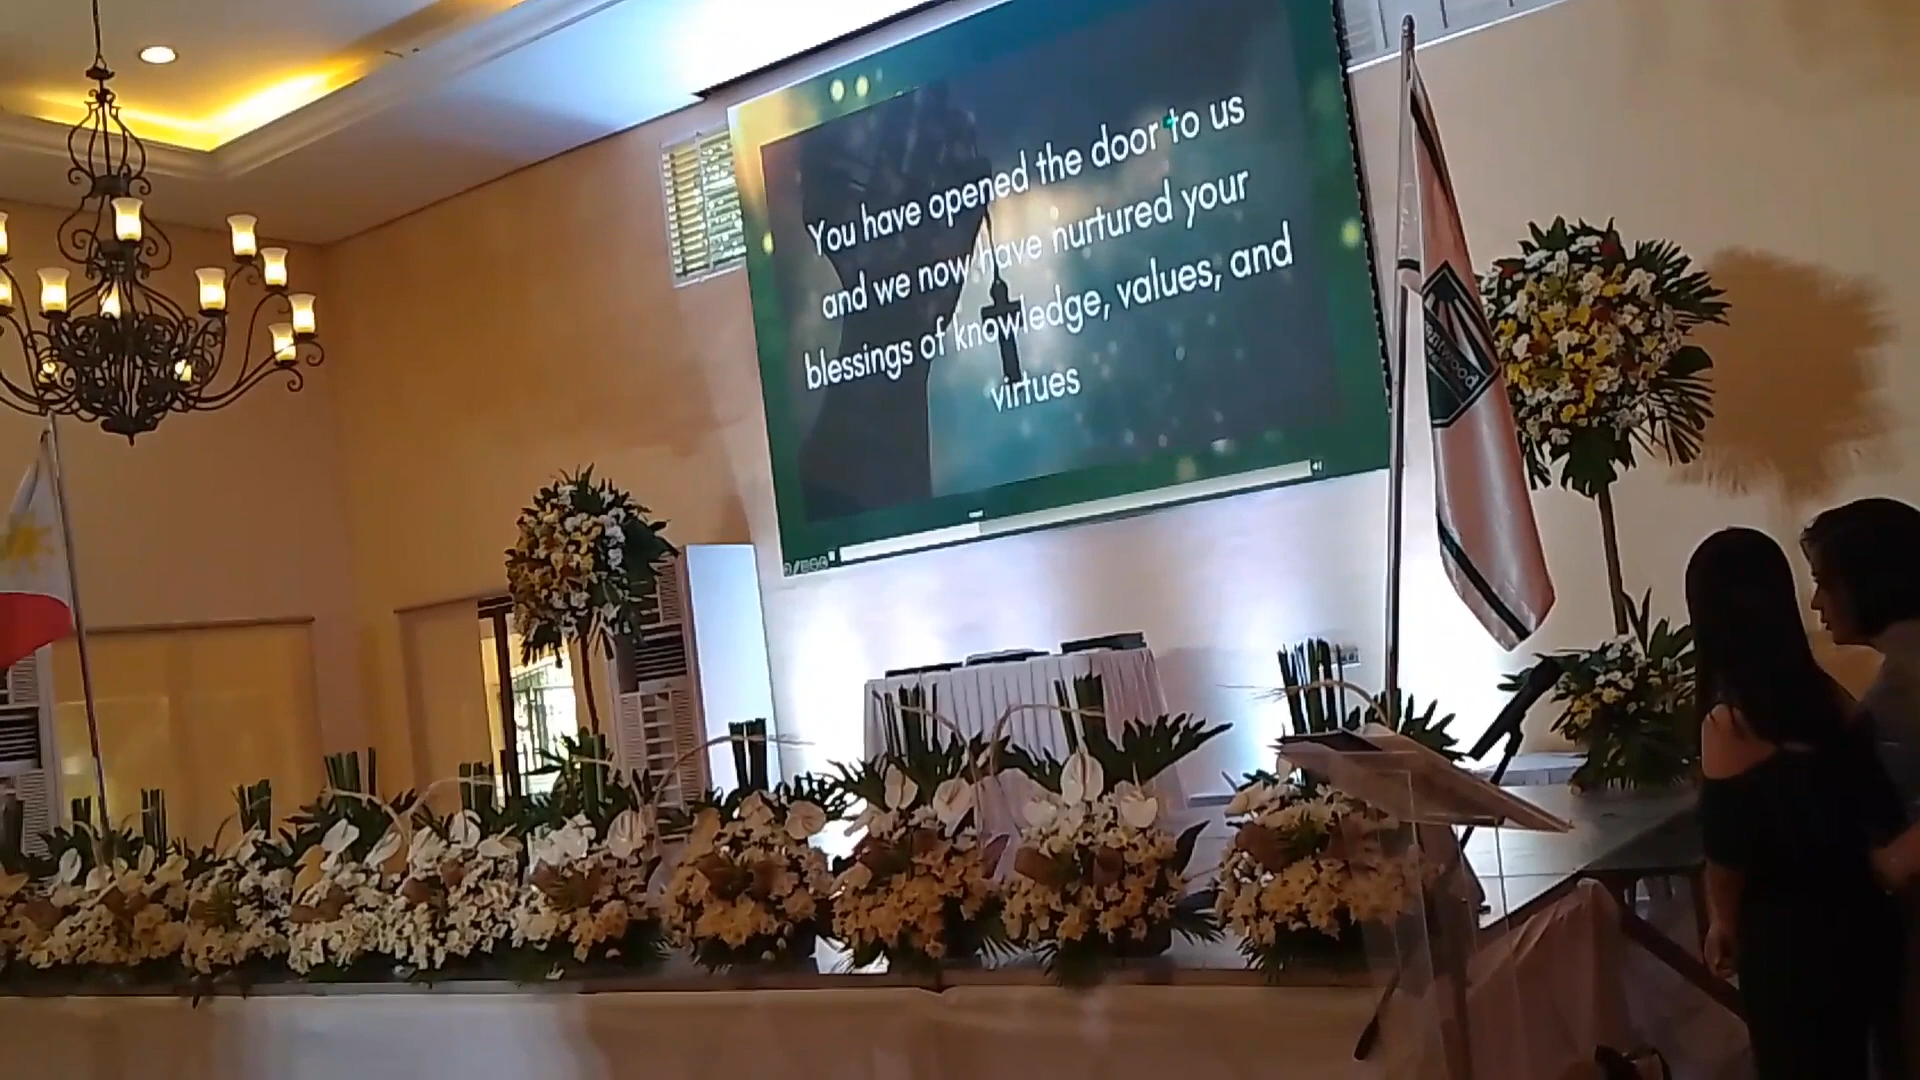 You have opened the door to us
and we now have nurtured your
blessings of knowledge, values, and
virtues